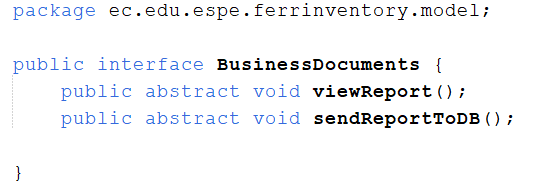 package ec.edu.espe.ferrinventory.model;
public interface BusinessDocuments {
public abstract void viewReport();
public abstract void sendReportToDB();
}